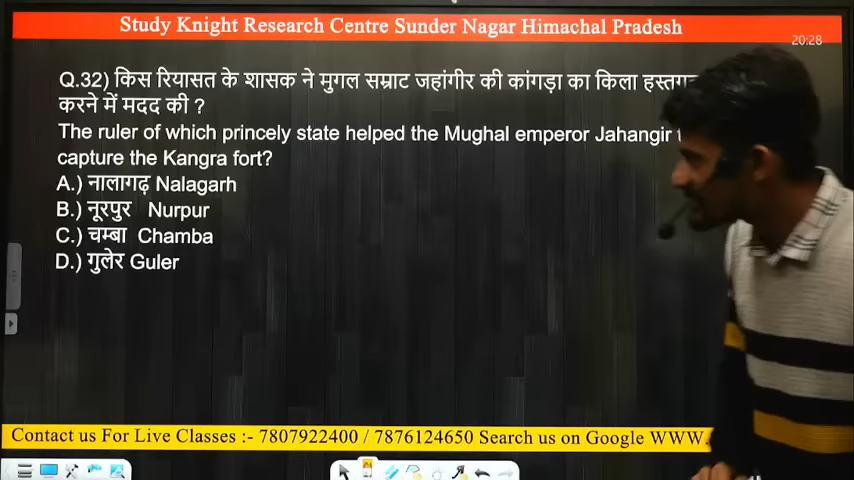 Study Knight Research Centre Sunder Nagar Himachal Pradesh
20:28
Q.32) किस रियासत के शासक ने मुगल सम्राट जहांगीर की कांगड़ा का किला
करने में मदद की ?
The ruler of which princely state helped the Mughal emperor Jahangir
capture the Kangra fort?
A.) नालागढ़ Nalagarh
B.) नूरपुर Nurpur
C.) चम्बा Chamba
D.) गुलेर Guler
Contact us For Live Classes :- 7807922400 / 7876124650 Search us on Google WWW.